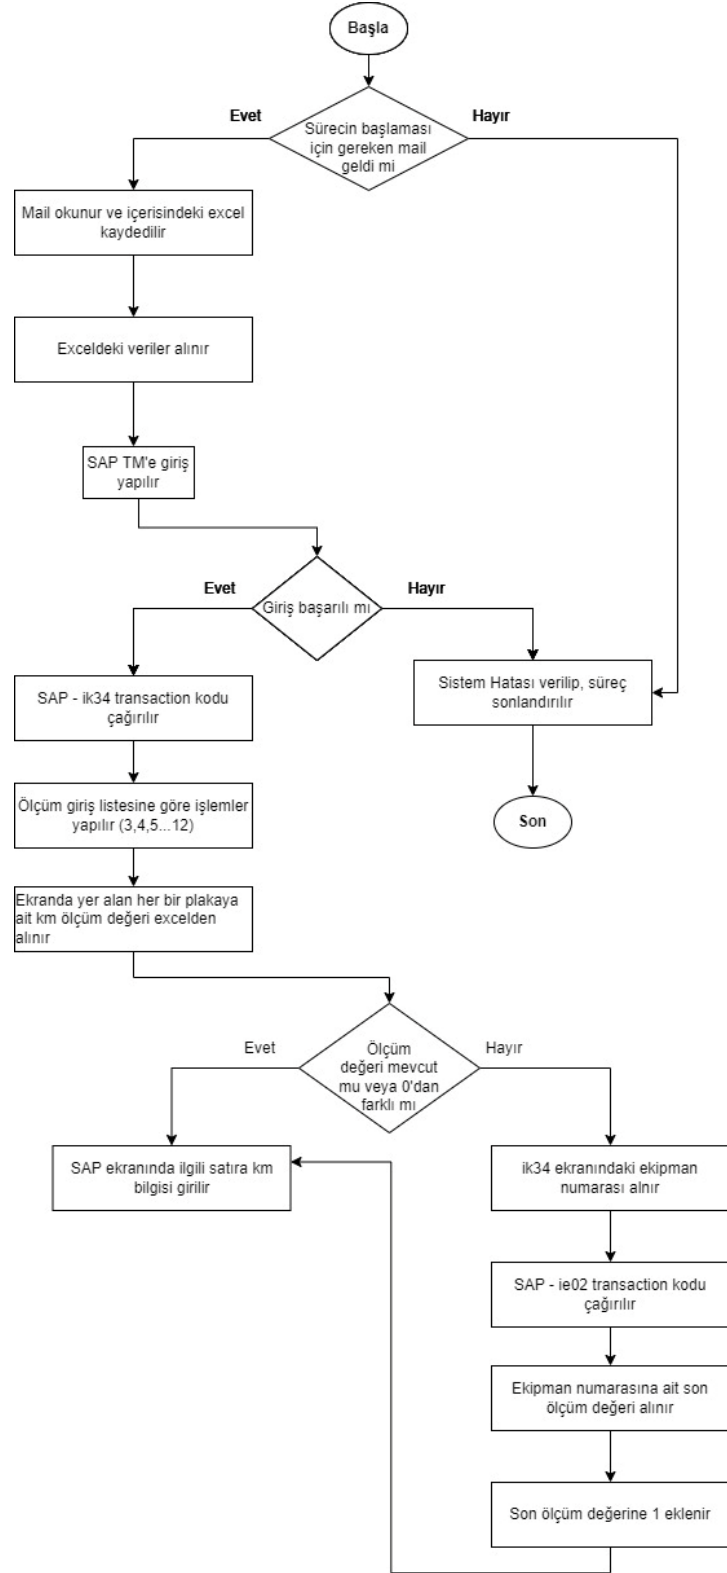 Başla
Evet
Hayır
Sürecin başlaması
için gereken mail
geldi mi
Mail okunur ve içerisindeki excel
kaydedilir
Exceldeki veriler alınır
SAP TM'e giriş
yapılır
Evet
Hayır
Giriş başarılı mı
SAP - ik34 transaction kodu
çağırılır
Sistem Hatası verilip, süreç
sonlandırılır
Ölçüm giriş listesine göre işlemler
yapılır (3,4,5...12)
Son
Ekranda yer alan her bir plakaya
ait km ölçüm değeri excelden
alınır
Evet
Hayır
Ölçüm
değeri mevcut
mu veya 0'dan
farklı mı
SAP ekranında ilgili satıra km
bilgisi girilir
ik34 ekranındaki ekipman
numarası alnır
SAP - ie02 transaction kodu
çağırılır
Ekipman numarasına ait son
ölçüm değeri alınır
Son ölçüm değerine 1 eklenir